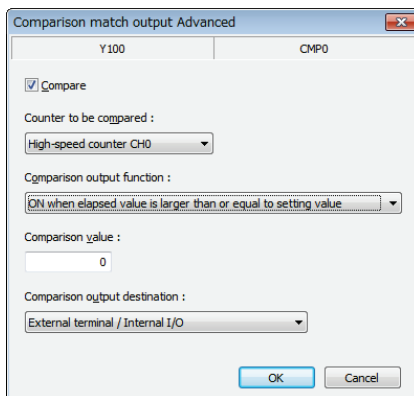 Comparison match output Advanced
Y100 CMP0
Compare
Counter to be compared :
High-speed counter CH0
Comparison output function :
ON when elapsed value is larger than or equal to setting value
Comparison value :
0
Comparison output destination :
External terminal / Internal I/O
OK Cancel